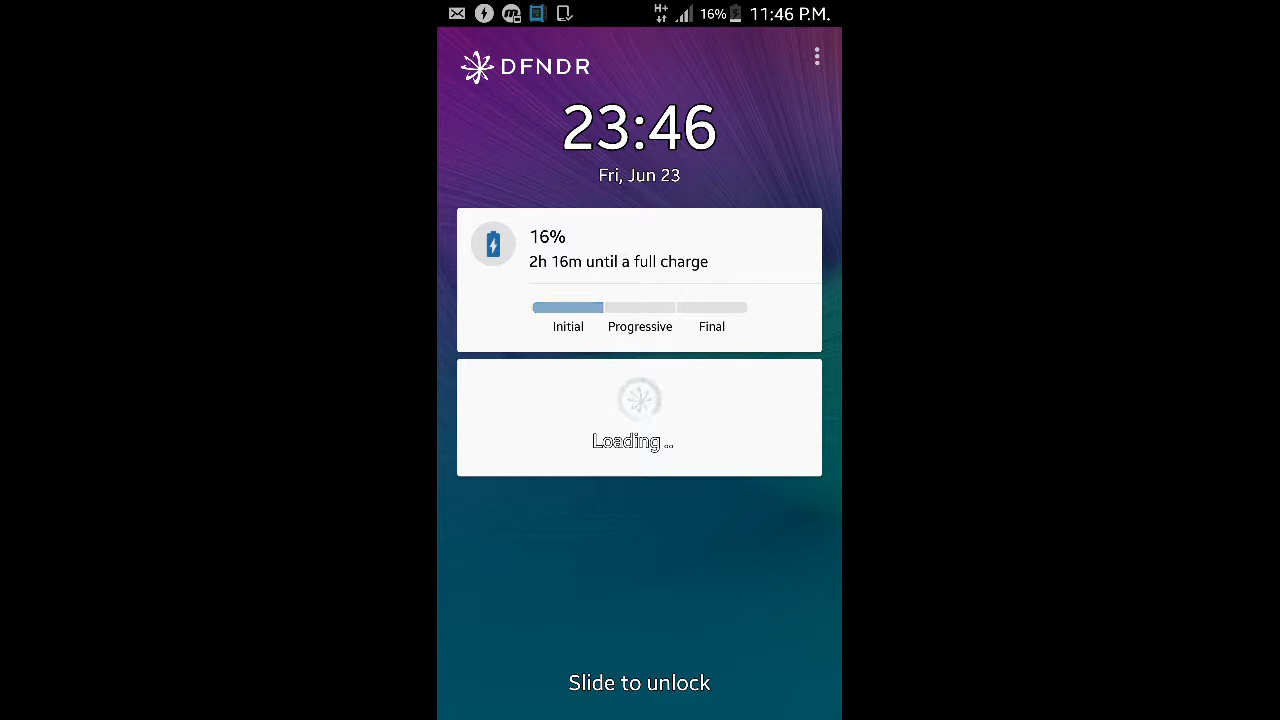 H+ 16% 11:46 P.M.
DFNDR
23:46
Fri, Jun 23
16%
2h 16m until a full charge
Initial Progressive Final
Loading...
Slide to unlock